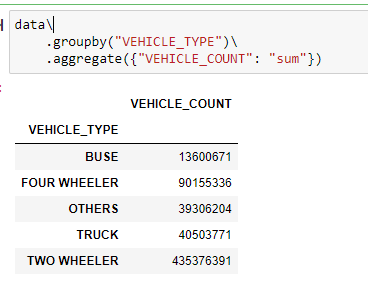 data\
.groupby("VEHICLE_TYPE")\
.aggregate({"VEHICLE_COUNT": "sum"})
VEHICLE_COUNT
VEHICLE_TYPE
BUSE 13600671
FOUR WHEELER 90155336
OTHERS 39306204
TRUCK 40503771
TWO WHEELER 435376391